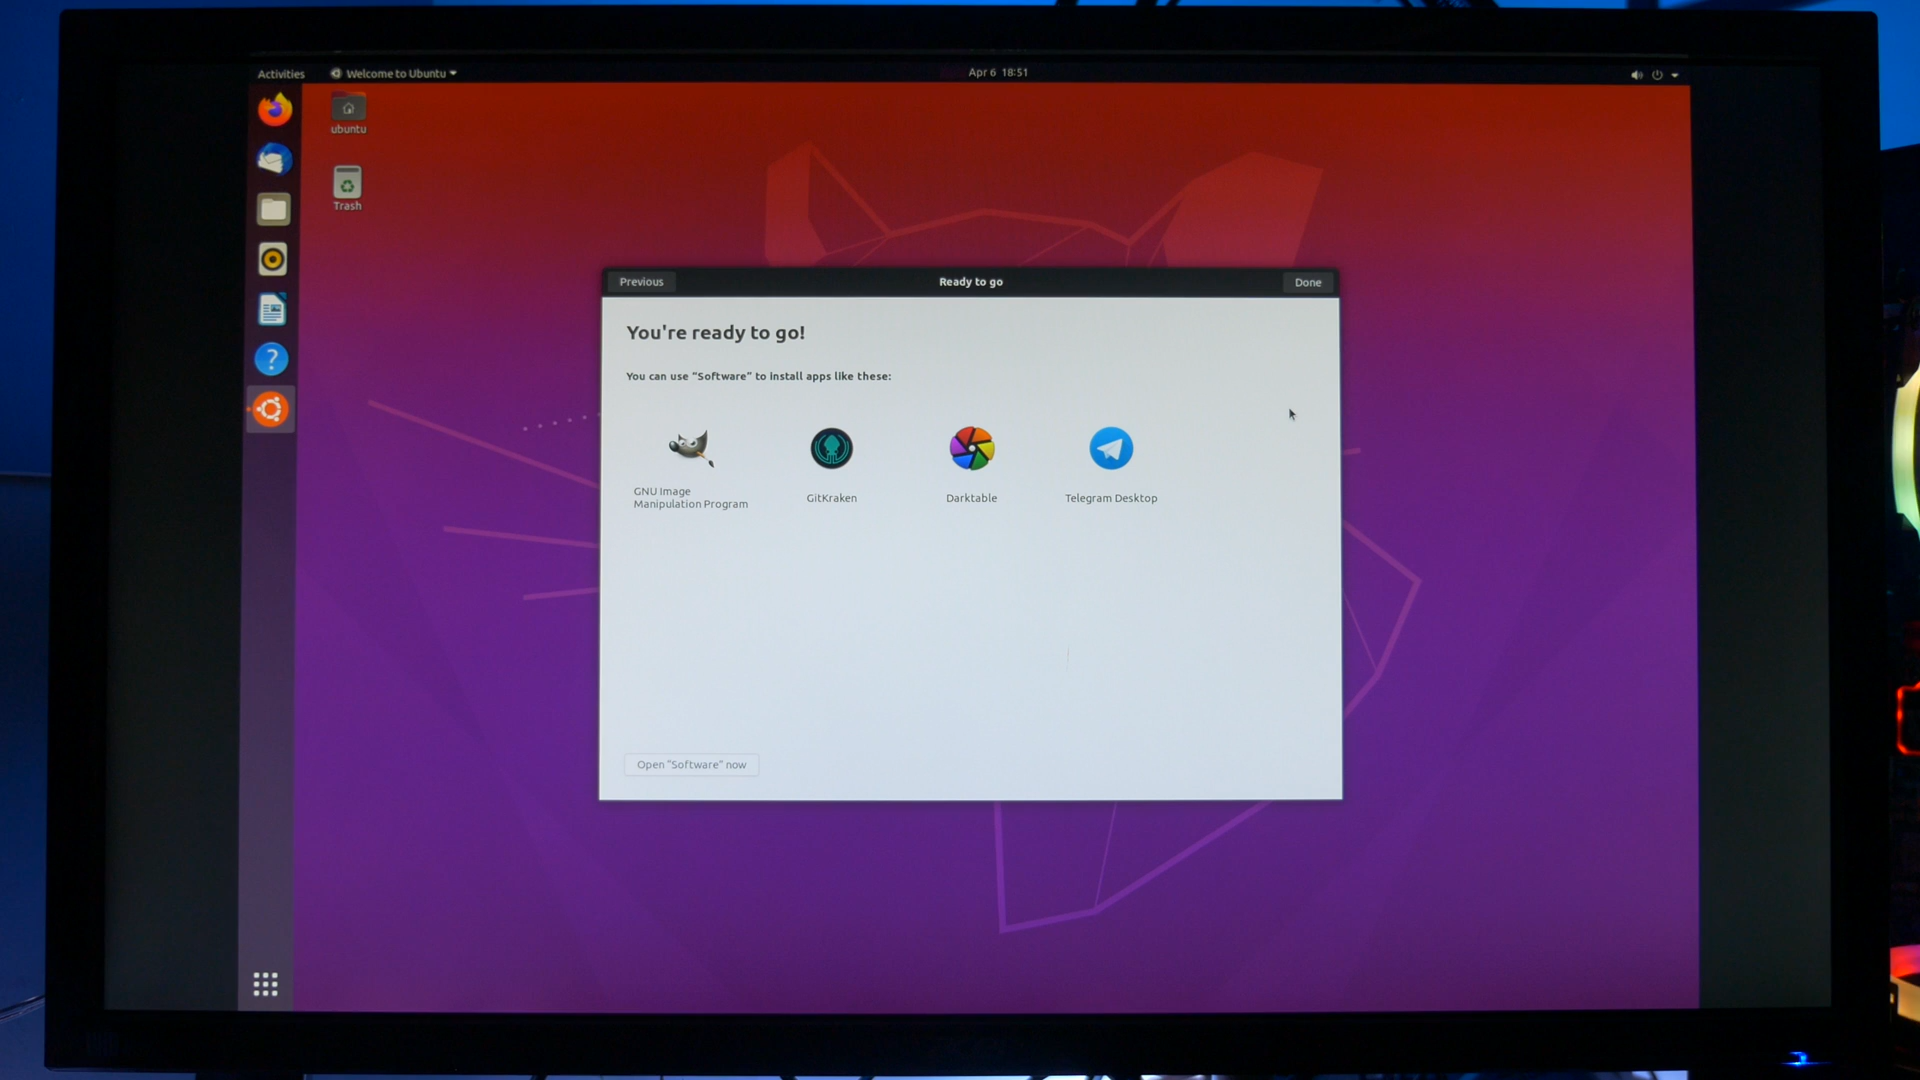 Activities
Welcome to Ubuntu
Apr 6 18:51
ubuntu
Trash
Previous
Ready to go
Done
You're ready to go!
You can use “Software” to install apps like these:
GNU Image
Manipulation Program
GitKraken
Darktable
Telegram Desktop
Open “Software” now